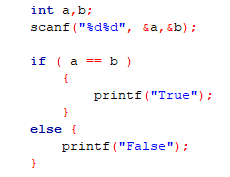 int a,b;
scanf("%d%d", &a,&b);
if ( a == b )
{
printf("True");
}
else {
printf("False");
}